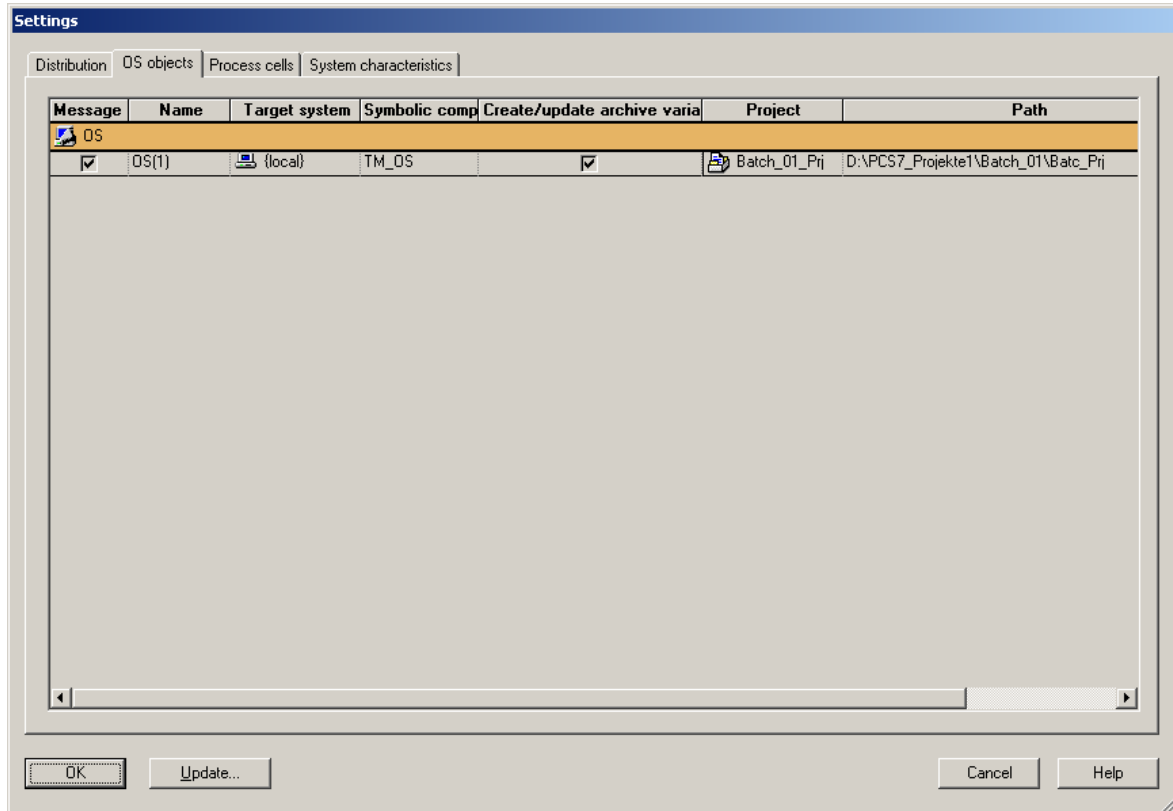 Settings
Distribution OS objects Process cells System characteristics
Message Name Target system Symbolic comp Create/update archive varia Project Path
OS
OS(1) {local} TM_OS Batch_01_Prj D:\PCS7_Projekte1\Batch_01\Batc_Prj
OK Update... Cancel Help